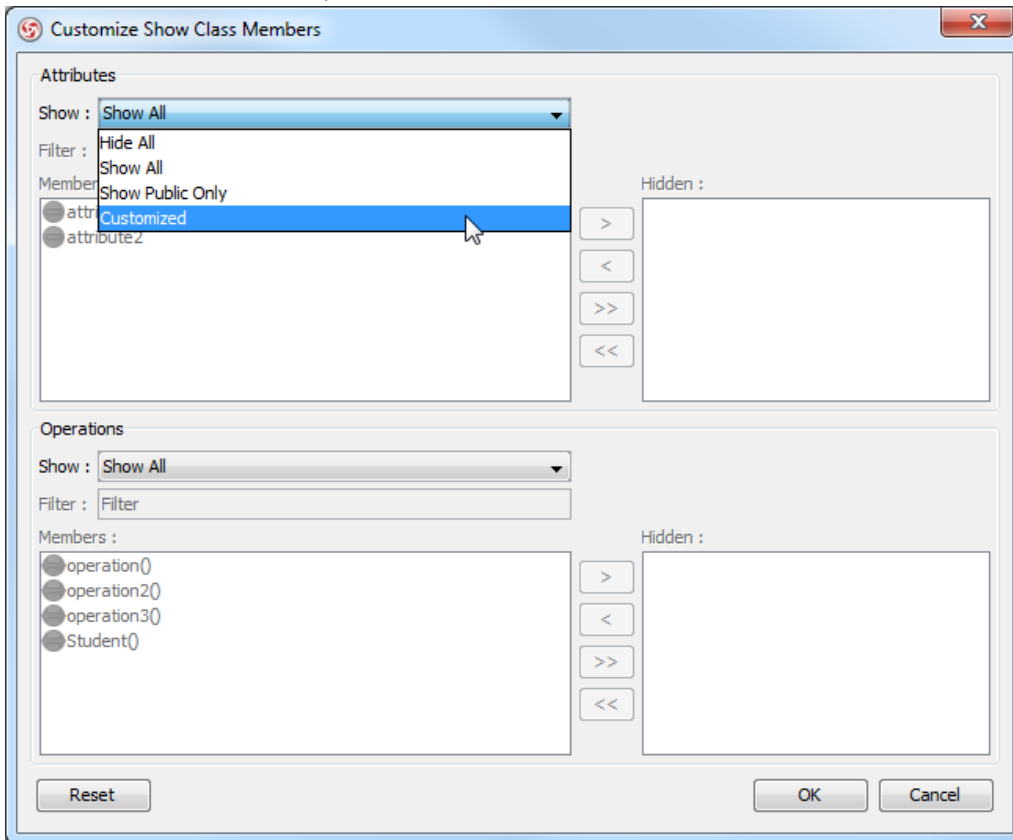 Customize Show Class Members
Attributes
Show : Show All
Hide All
Filter :
Show All
Member
Show Public Only
Hidden :
attri
Customized
attribute2
>
<
>>
<<
Operations
Show : Show All
Filter : Filter
Members :
Hidden :
operation()
operation2()
operation3()
Student()
>
<
>>
<<
Reset
OK
Cancel